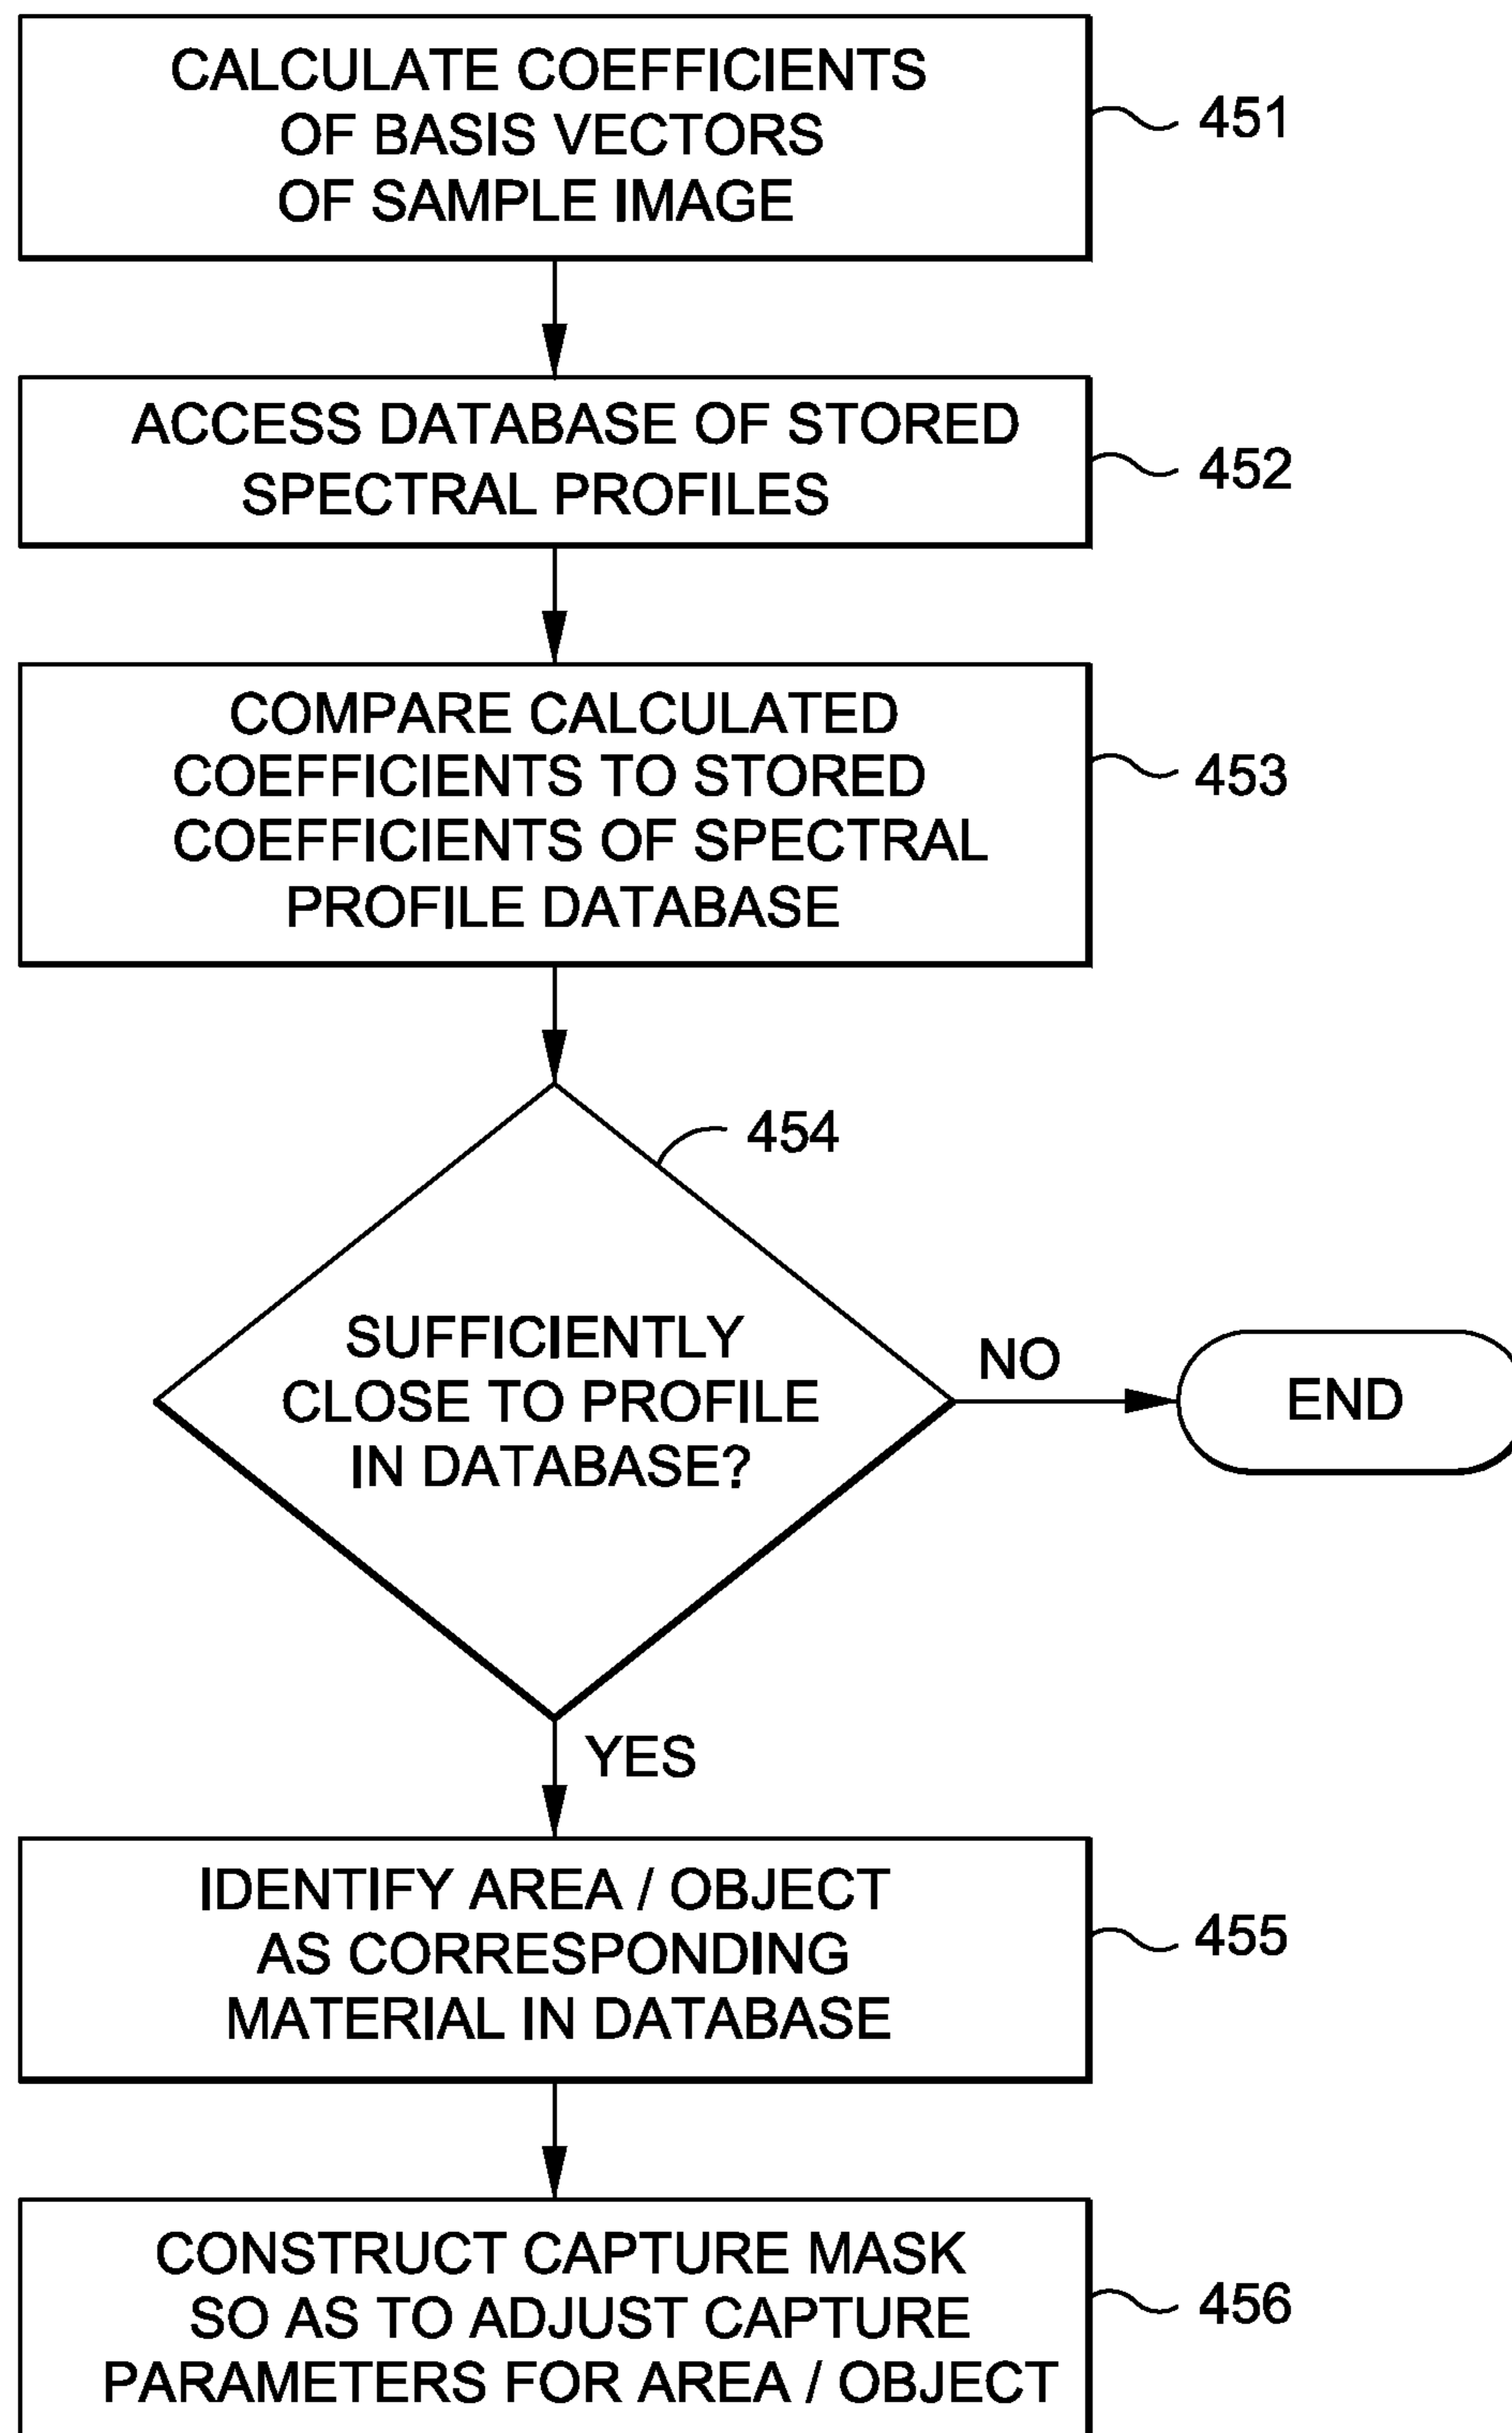 CALCULATE COEFFICIENTS
OF BASIS VECTORS
OF SAMPLE IMAGE
451
ACCESS DATABASE OF STORED
SPECTRAL PROFILES
452
COMPARE CALCULATED
COEFFICIENTS TO STORED
COEFFICIENTS OF SPECTRAL
PROFILE DATABASE
453
454
SUFFICIENTLY
CLOSE TO PROFILE
IN DATABASE?
NO
END
YES
IDENTIFY AREA / OBJECT
AS CORRESPONDING
MATERIAL IN DATABASE
455
CONSTRUCT CAPTURE MASK
SO AS TO ADJUST CAPTURE
PARAMETERS FOR AREA / OBJECT
456